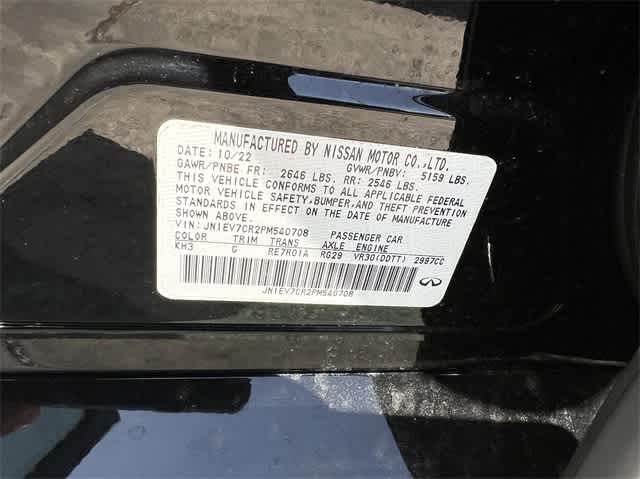 MANUFACTURED BY NISSAN MOTOR CO.,LTD.
DATE: 10/22 GVWR/PNBV: 5159 LBS.
GAWR/PNBE FR: 2646 LBS. RR: 2546 LBS.
THIS VEHICLE CONFORMS TO ALL APPLICABLE FEDERAL
MOTOR VEHICLE SAFETY,BUMPER,AND THEFT PREVENTION
STANDARDS IN EFFECT ON THE DATE OF MANUFACTURE
SHOWN ABOVE.
VIN: JN1EV7CR2PM540708 PASSENGER CAR
COLOR TRIM TRANS AXLE ENGINE
KH3 G RE7R01A RG29 VR30(DDTT) 2997CC
JN1EV7CR2PM540708